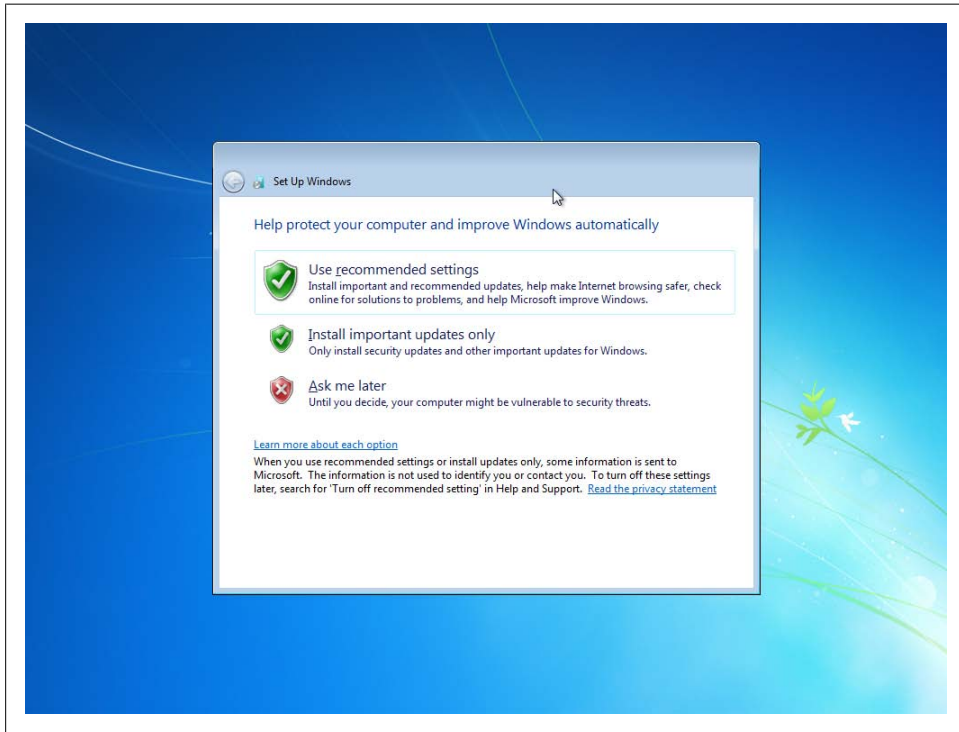 Set Up Windows
Help protect your computer and improve Windows automatically
Use recommended settings
Install important and recommended updates, help make Internet browsing safer, check
online for solutions to problems, and help Microsoft improve Windows.
Install important updates only
Only install security updates and other important updates for Windows.
Ask me later
Until you decide, your computer might be vulnerable to security threats.
Learn more about each option
When you use recommended settings or install updates only, some information is sent to
Microsoft. The information is not used to identify you or contact you. To turn off these settings
later, search for 'Turn off recommended setting' in Help and Support. Read the privacy statement